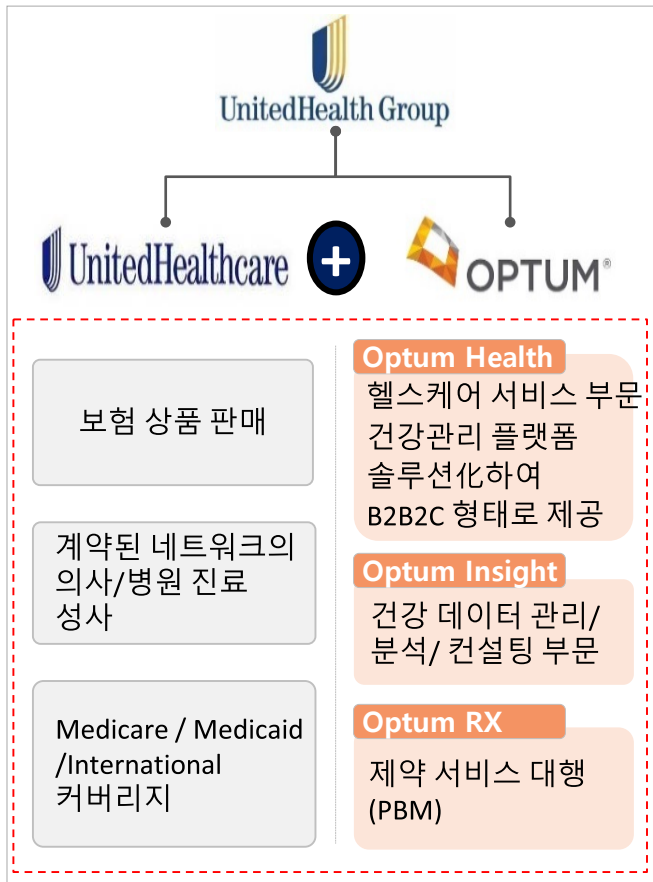 UnitedHealth Group
UnitedHealthcare
+
OPTUM®
보험 상품 판매
계약된 네트워크의
의사/병원 진료
성사
Medicare / Medicaid
/International
커버리지
Optum Health
헬스케어 서비스 부문
건강관리 플랫폼
솔루션化하여
B2B2C 형태로 제공
Optum Insight
건강 데이터 관리/
분석/ 컨설팅 부문
Optum RX
제약 서비스 대행
(PBM)